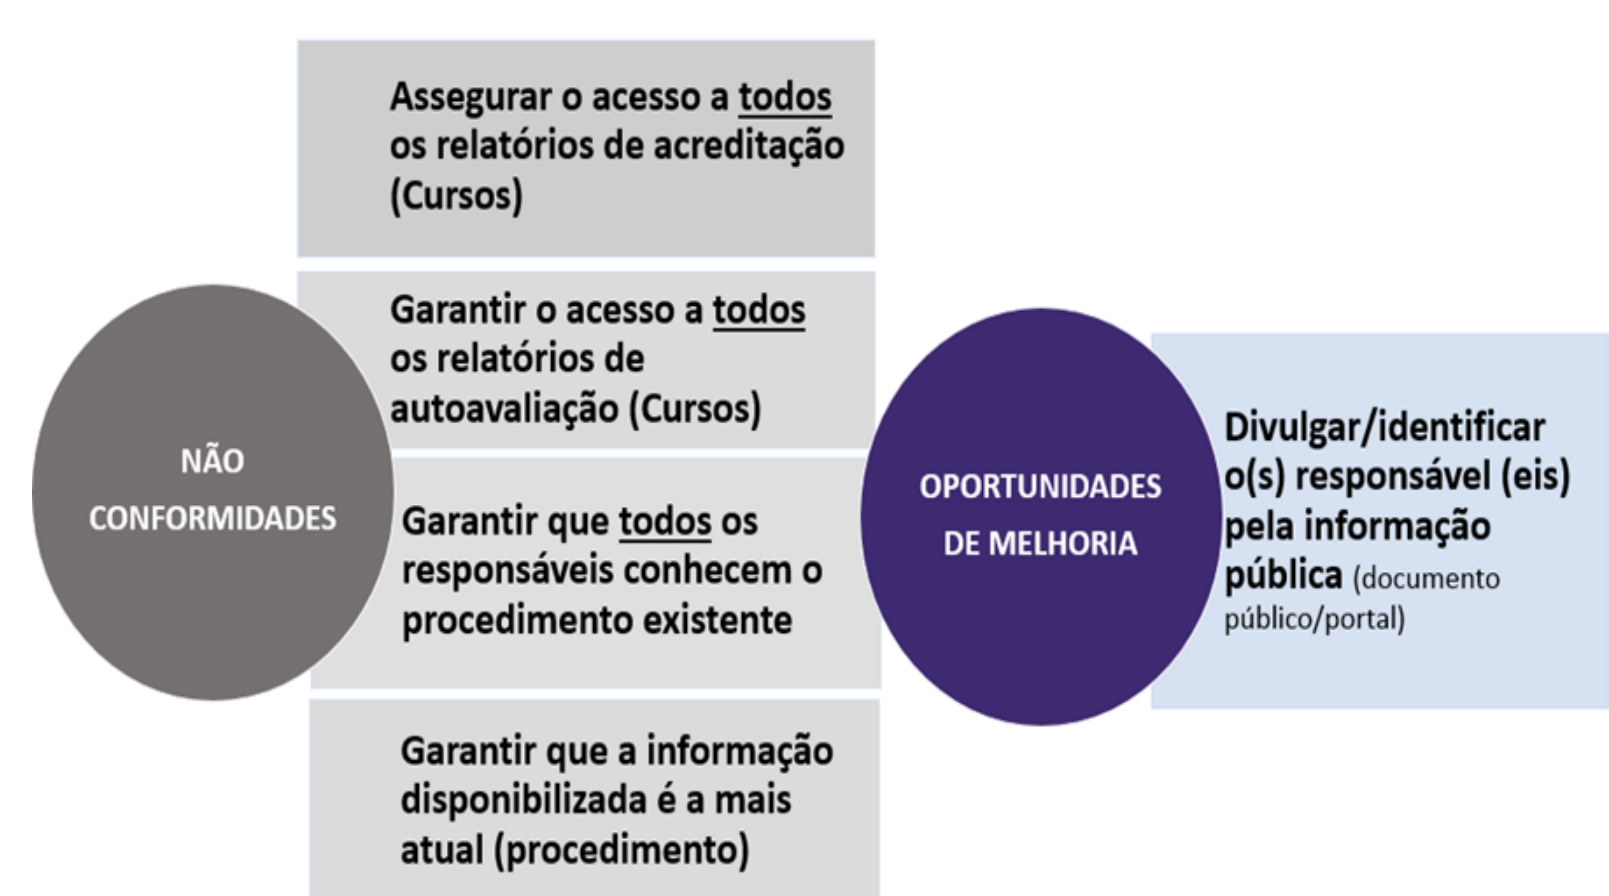 Assegurar o acesso a todos
os relatórios de acreditação
(Cursos)
Garantir o acesso a todos
os relatórios de
autoavaliação (Cursos)
NÃO
CONFORMIDADES
Garantir que todos os
responsáveis conhecem o
procedimento existente
Garantir que a informação
disponibilizada é a mais
atual (procedimento)
OPORTUNIDADES
DE MELHORIA
Divulgar/identificar
o(s) responsável (eis)
pela informação
pública (documento
público/portal)